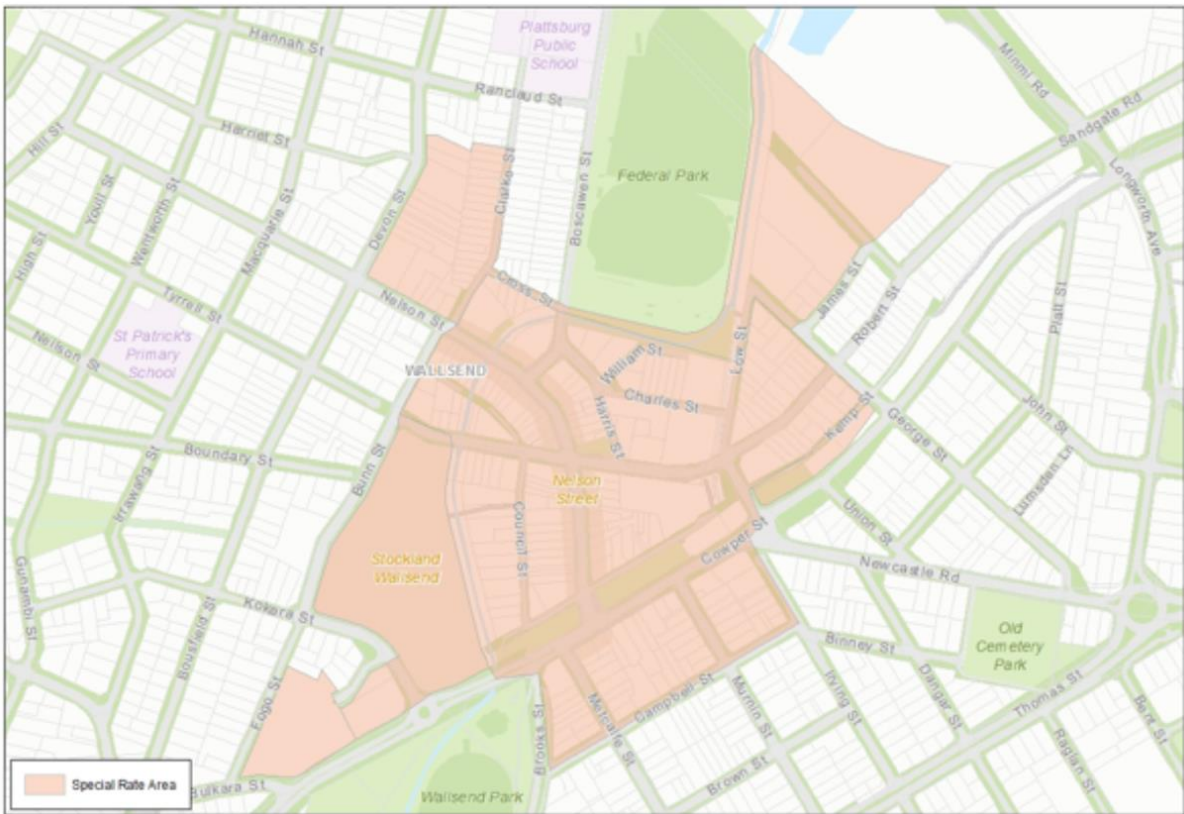 Plattsburg
Public
School
Hannah St
Ranclaud St
Minmi Rd
Sandgate Rd
Longworth Ave
Hill St
Harriet St
Clarke St
Boscawen St
Federal Park
Youll St
Wentworth St
Macquarie St
Devon St
High St
Cross St
James St
Robert St
Platt St
Tyrrell St
Nelson St
St Patrick's
Primary
School
Nelson St
WALLSEND
William St
Low St
Charles St
Harris St
Kemp St
George St
John St
Lumsden Ln
Boundary St
Bunn St
Irrawang St
Nelson
Street
Council St
Union St
Cowper St
Newcastle Rd
Stockland
Wallsend
Gunambi St
Kokera St
Bousfield St
Fogo St
Old
Cemetery
Park
Binney St
Dangar St
Thomas St
Irving St
Campbell St
Murnin St
Metcalfe St
Brooks St
Brown St
Raglan St
Bent St
Bulkara St
Wallsend Park
Special Rate Area